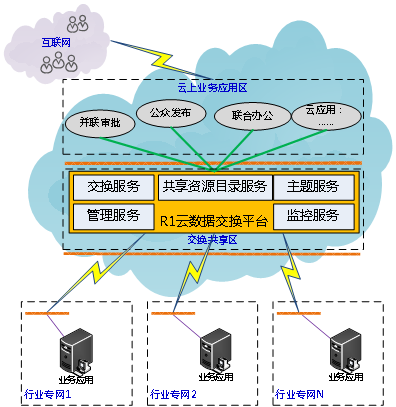 互联网
云上业务应用区
并联审批
公众发布
联合办公
云应用：
......
交换服务
共享资源目录服务
主题服务
管理服务
R1云数据交换平台
监控服务
交换共享区
业务应用
业务应用
业务应用
行业专网1
行业专网2
行业专网N